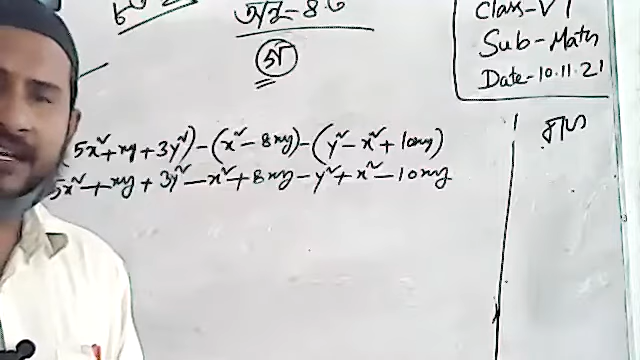 অনু-৪.৩
Class-VI
Sub-Math
Date-10.11.21
5x²+xy+3y²)-(x²-8xy)-(y²-x²+10xy)
5x²+xy+3y²-x²+8xy-y²+x²-10xy